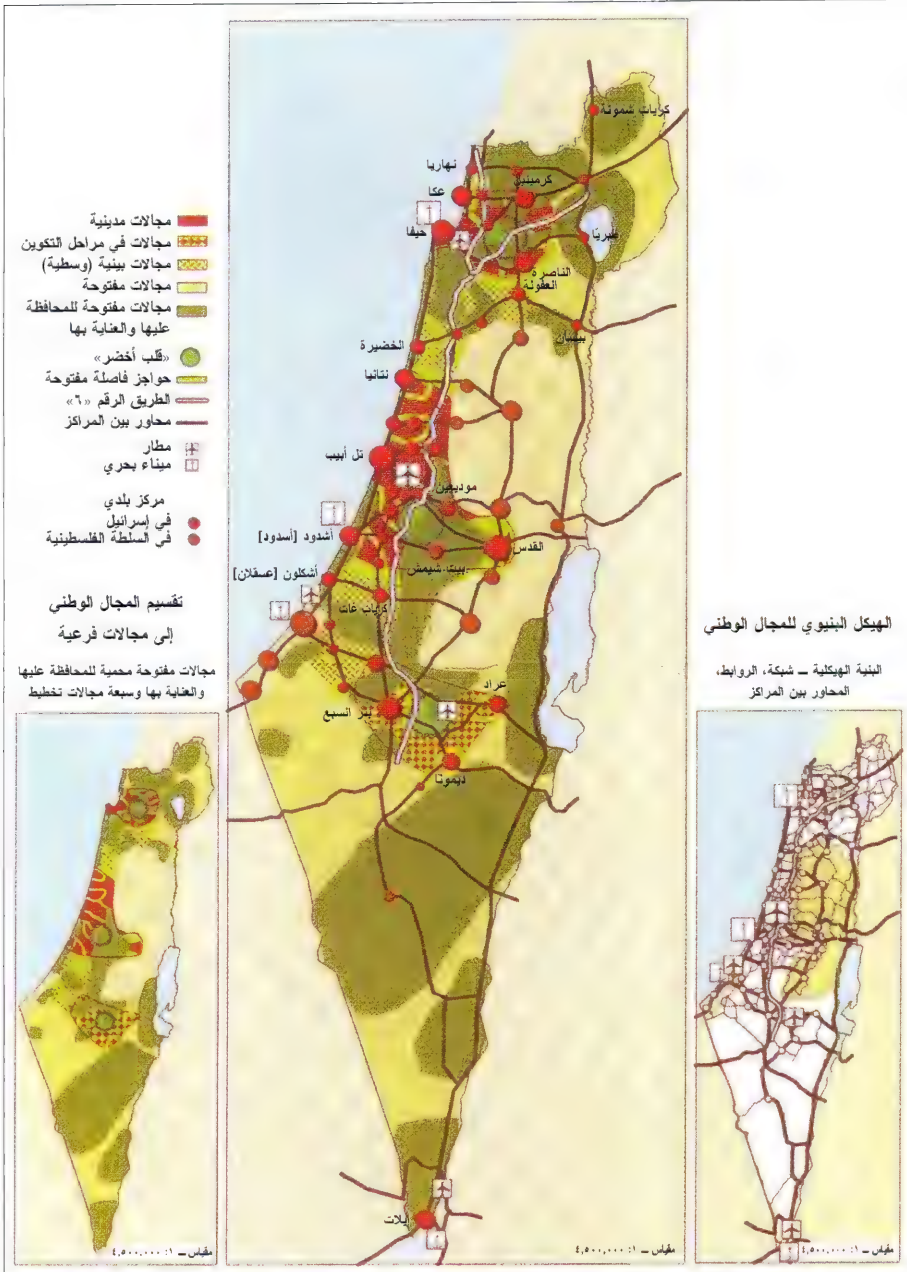 مجالات مدينية
مجالات في مراحل التكوين
مجالات بينية (وسطية)
مجالات مفتوحة
مجالات مفتوحة للمحافظة
عليها والعناية بها
«قلب أخضر»
حواجز فاصلة مفتوحة
الطريق الرقم «٦»
محاور بين المراكز
مطار
ميناء بحري
مركز بلدي
في إسرائيل
في السلطة الفلسطينية
تقسيم المجال الوطني
إلى مجالات فرعية
مجالات مفتوحة محمية للمحافظة عليها
والعناية بها وسبعة مجالات تخطيط
كريات شمونة
نهاريا
كرميئيل
عكا
حيفا
طبريا
الناصرة
العفولة
بيسان
الخضيرة
نتانيا
تل أبيب
موديعين
أشدود [أسدود]
القدس
بيت شيمش
أشكلون [عسقلان]
كريات غات
عراد
بئر السبع
ديمونا
إيلات
مقياس – ١: ٤,٥٠٠,٠٠٠
الهيكل البنيوي للمجال الوطني
البنية الهيكلية – شبكة، الروابط،
المحاور بين المراكز
مقياس – ١: ٤,٥٠٠,٠٠٠
مقياس – ١: ٤,٥٠٠,٠٠٠